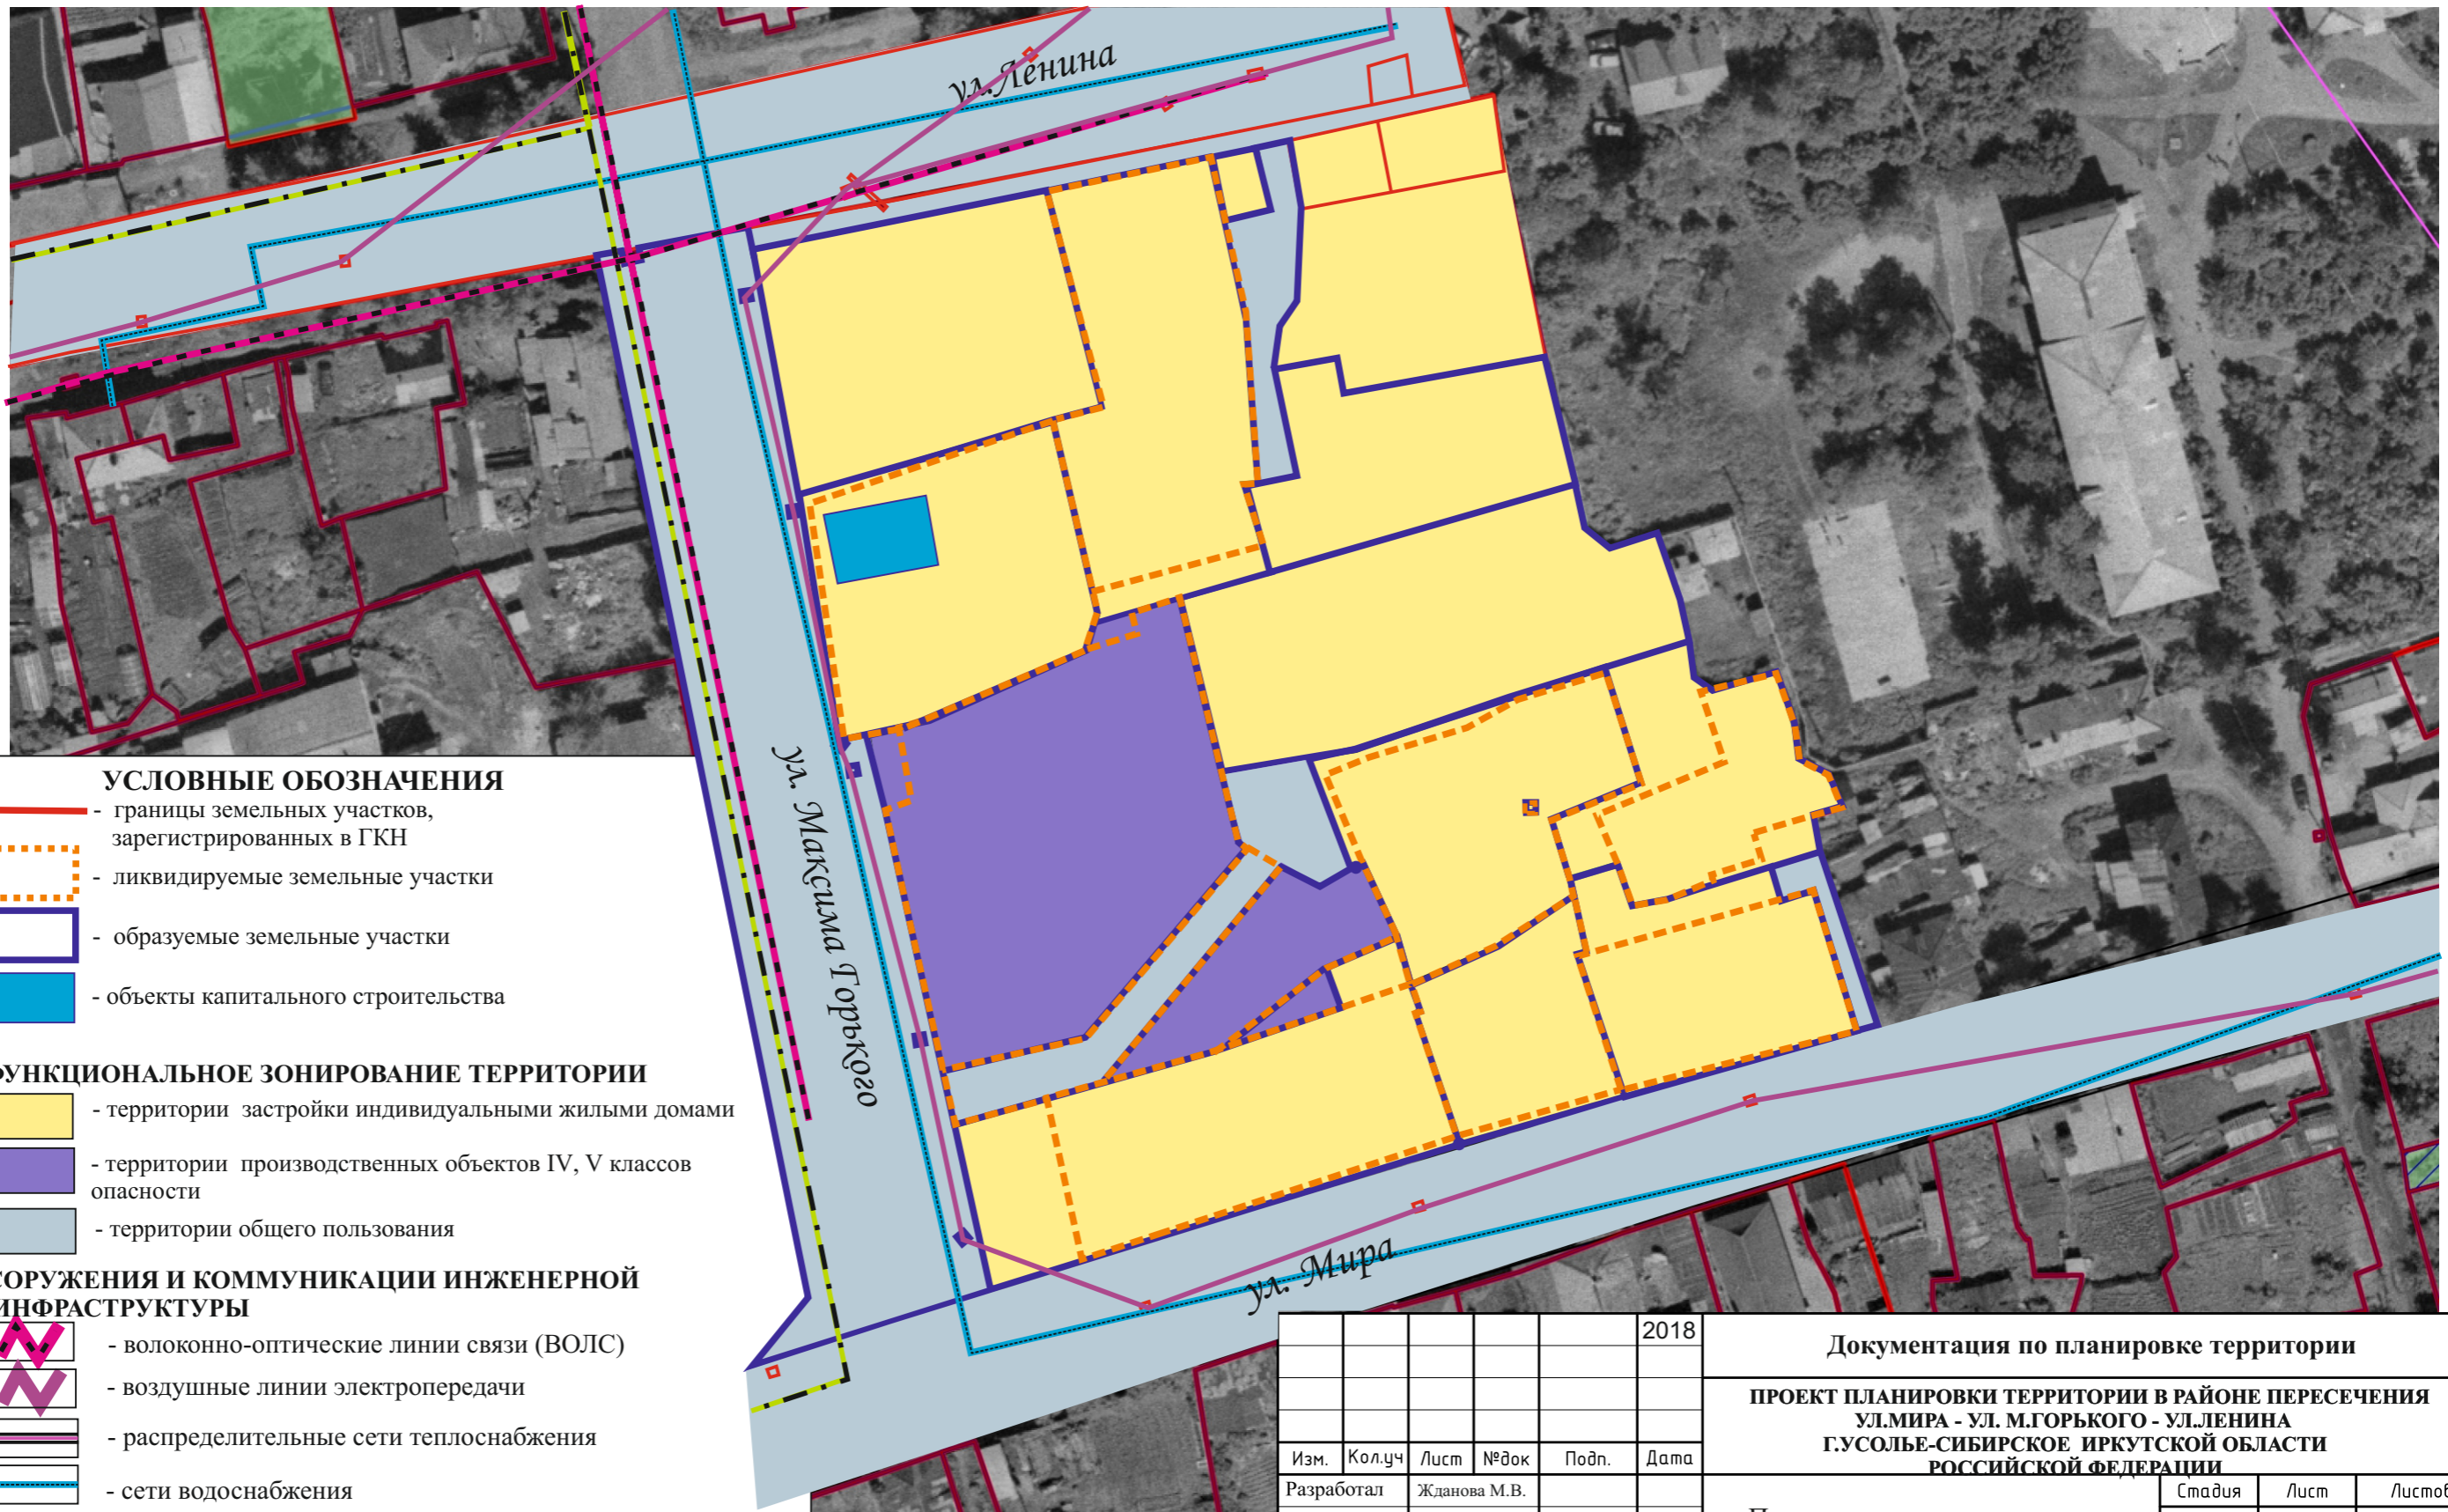 ул.Ленина
ул. Максима Горького
ул. Мира
УСЛОВНЫЕ ОБОЗНАЧЕНИЯ
- границы земельных участков,
зарегистрированных в ГКН
- ликвидируемые земельные участки
- образуемые земельные участки
- объекты капитального строительства
ФУНКЦИОНАЛЬНОЕ ЗОНИРОВАНИЕ ТЕРРИТОРИИ
- территории застройки индивидуальными жилыми домами
- территории производственных объектов IV, V классов
опасности
- территории общего пользования
СООРУЖЕНИЯ И КОММУНИКАЦИИ ИНЖЕНЕРНОЙ
ИНФРАСТРУКТУРЫ
- волоконно-оптические линии связи (ВОЛС)
- воздушные линии электропередачи
- распределительные сети теплоснабжения
- сети водоснабжения
2018
Документация по планировке территории
ПРОЕКТ ПЛАНИРОВКИ ТЕРРИТОРИИ В РАЙОНЕ ПЕРЕСЕЧЕНИЯ
УЛ.МИРА - УЛ. М.ГОРЬКОГО - УЛ.ЛЕНИНА
Г.УСОЛЬЕ-СИБИРСКОЕ ИРКУТСКОЙ ОБЛАСТИ
РОССИЙСКОЙ ФЕДЕРАЦИИ
Изм. Кол.уч Лист №док Подп. Дата
Разработал Жданова М.В.
Стадия Лист Листов